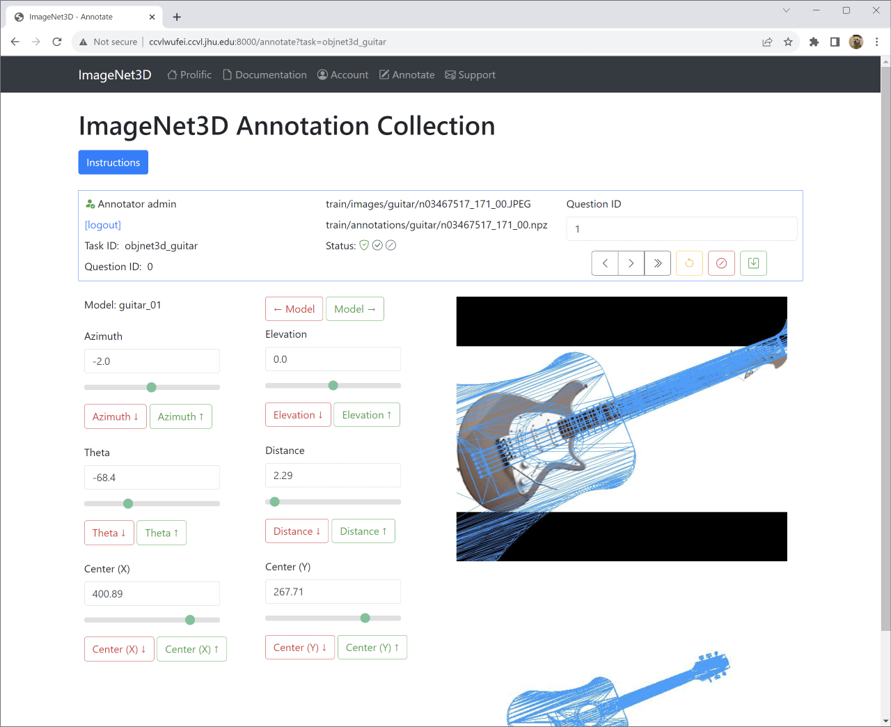 ImageNet3D - Annotate
Not secure ccvlwufei.ccvl.jhu.edu:8000/annotate?task=objnet3d_guitar
ImageNet3D Prolific Documentation Account Annotate Support
ImageNet3D Annotation Collection
Instructions
Annotator admin
[logout]
Task ID: objnet3d_guitar
Question ID: 0
train/images/guitar/n03467517_171_00.JPEG
train/annotations/guitar/n03467517_171_00.npz
Status:
Question ID
1
Model: guitar_01
← Model Model →
Azimuth
-2.0
Azimuth ↓ Azimuth ↑
Elevation
0.0
Elevation ↓ Elevation ↑
Theta
-68.4
Theta ↓ Theta ↑
Distance
2.29
Distance ↓ Distance ↑
Center (X)
400.89
Center (X) ↓ Center (X) ↑
Center (Y)
267.71
Center (Y) ↓ Center (Y) ↑